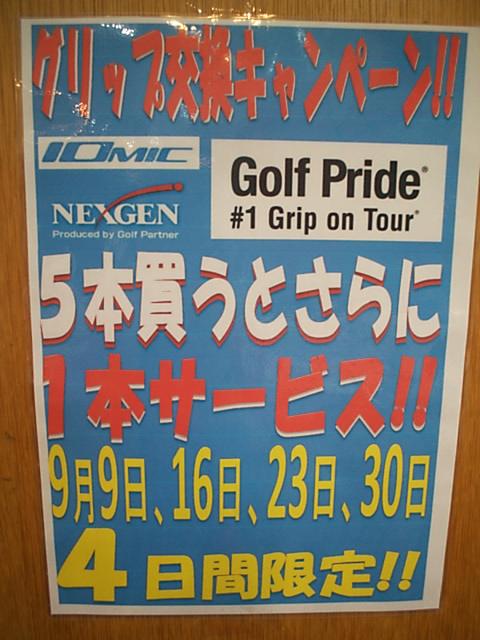 グリップ交換キャンペーン!!
IOMIC
Golf Pride®
#1 Grip on Tour®
NEXGEN
Produced by Golf Partner
5本買うとさらに
1本サービス!!
9月9日、16日、23日、30日
4日間限定!!